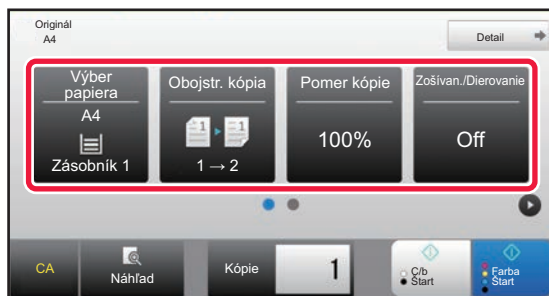 Originál
A4
Detail
Výber
papiera
A4
Zásobník 1
Obojstr. kópia
1 → 2
Pomer kópie
100%
Zošívan./Dierovanie
Off
CA
Náhľad
Kópie
1
C/b
Štart
Farba
Štart